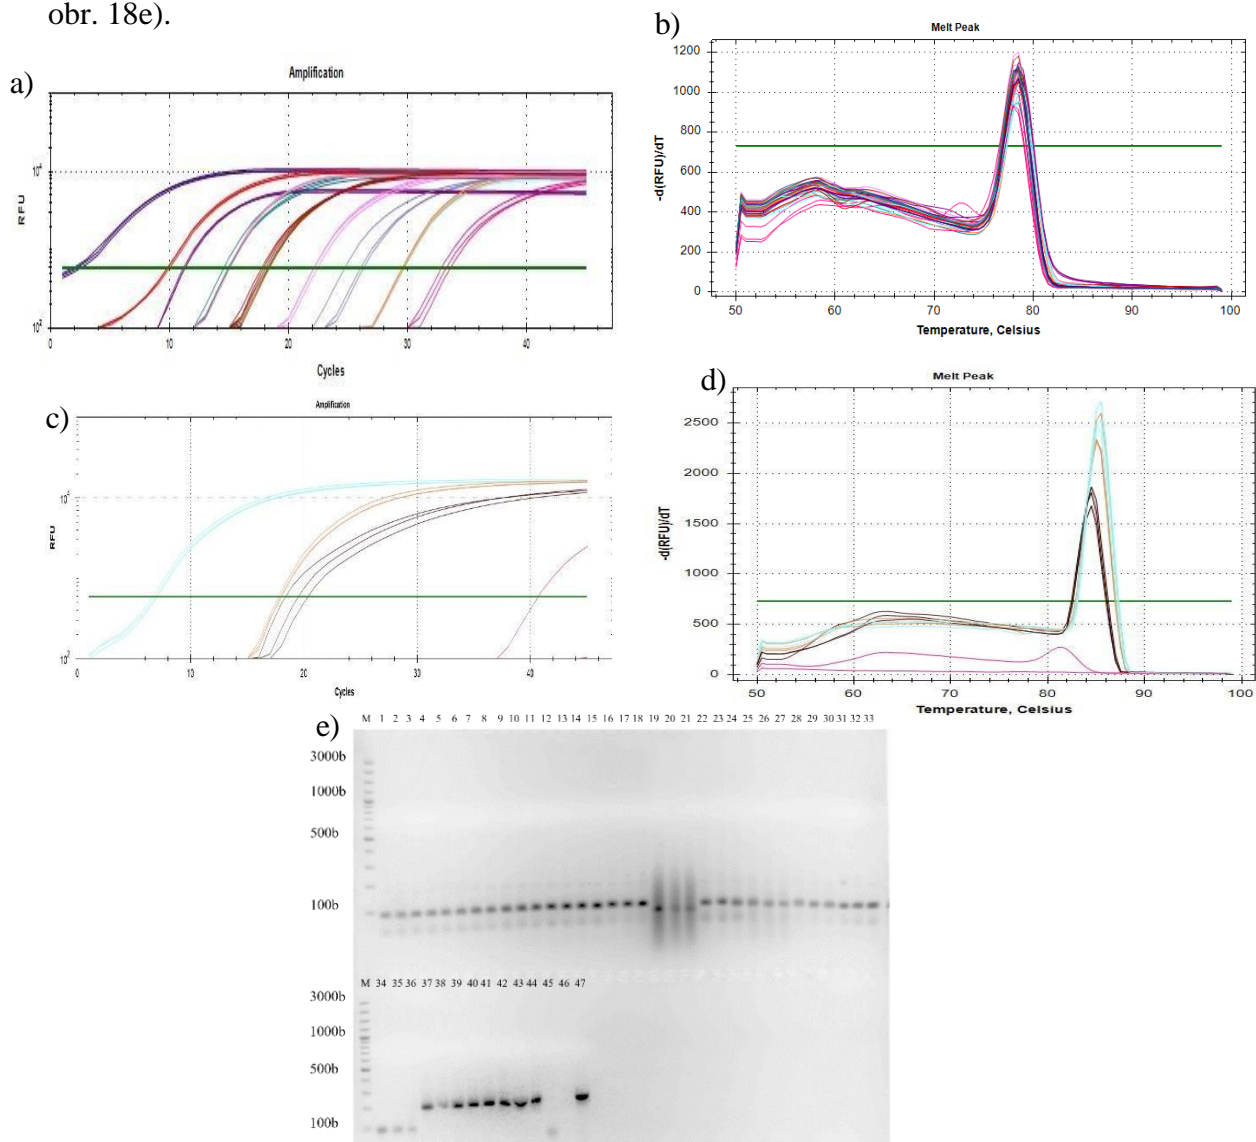 obr. 18e).
a)
Amplification
RFU
10^4
10^2
0 10 20 30 40
Cycles
b)
Melt Peak
-d(RFU)/dT
1200
1000
800
600
400
200
0
50 60 70 80 90 100
Temperature, Celsius
c)
Amplification
RFU
0 10 20 30 40
Cycles
d)
Melt Peak
-d(RFU)/dT
2500
2000
1500
1000
500
0
50 60 70 80 90 100
Temperature, Celsius
e)
M 1 2 3 4 5 6 7 8 9 10 11 12 13 14 15 16 17 18 19 20 21 22 23 24 25 26 27 28 29 30 31 32 33
3000b
1000b
500b
100b
M 34 35 36 37 38 39 40 41 42 43 44 45 46 47
3000b
1000b
500b
100b